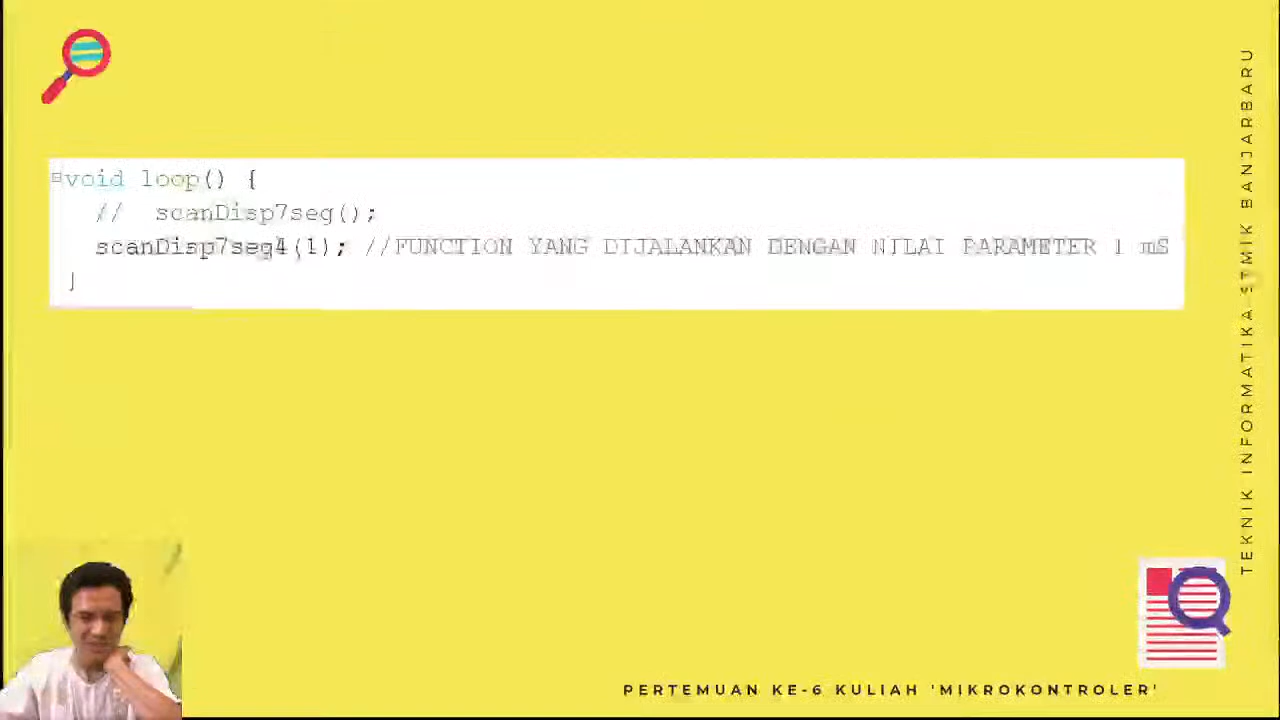 void loop() {
//  scanDisp7seg();
scanDisp7seg4(1); //FUNCTION YANG DIJALANKAN DENGAN NILAI PARAMETER 1 mS
}
TEKNIK INFORMATIKA STMIK BANJARBARU
PERTEMUAN KE-6 KULIAH 'MIKROKONTROLER'